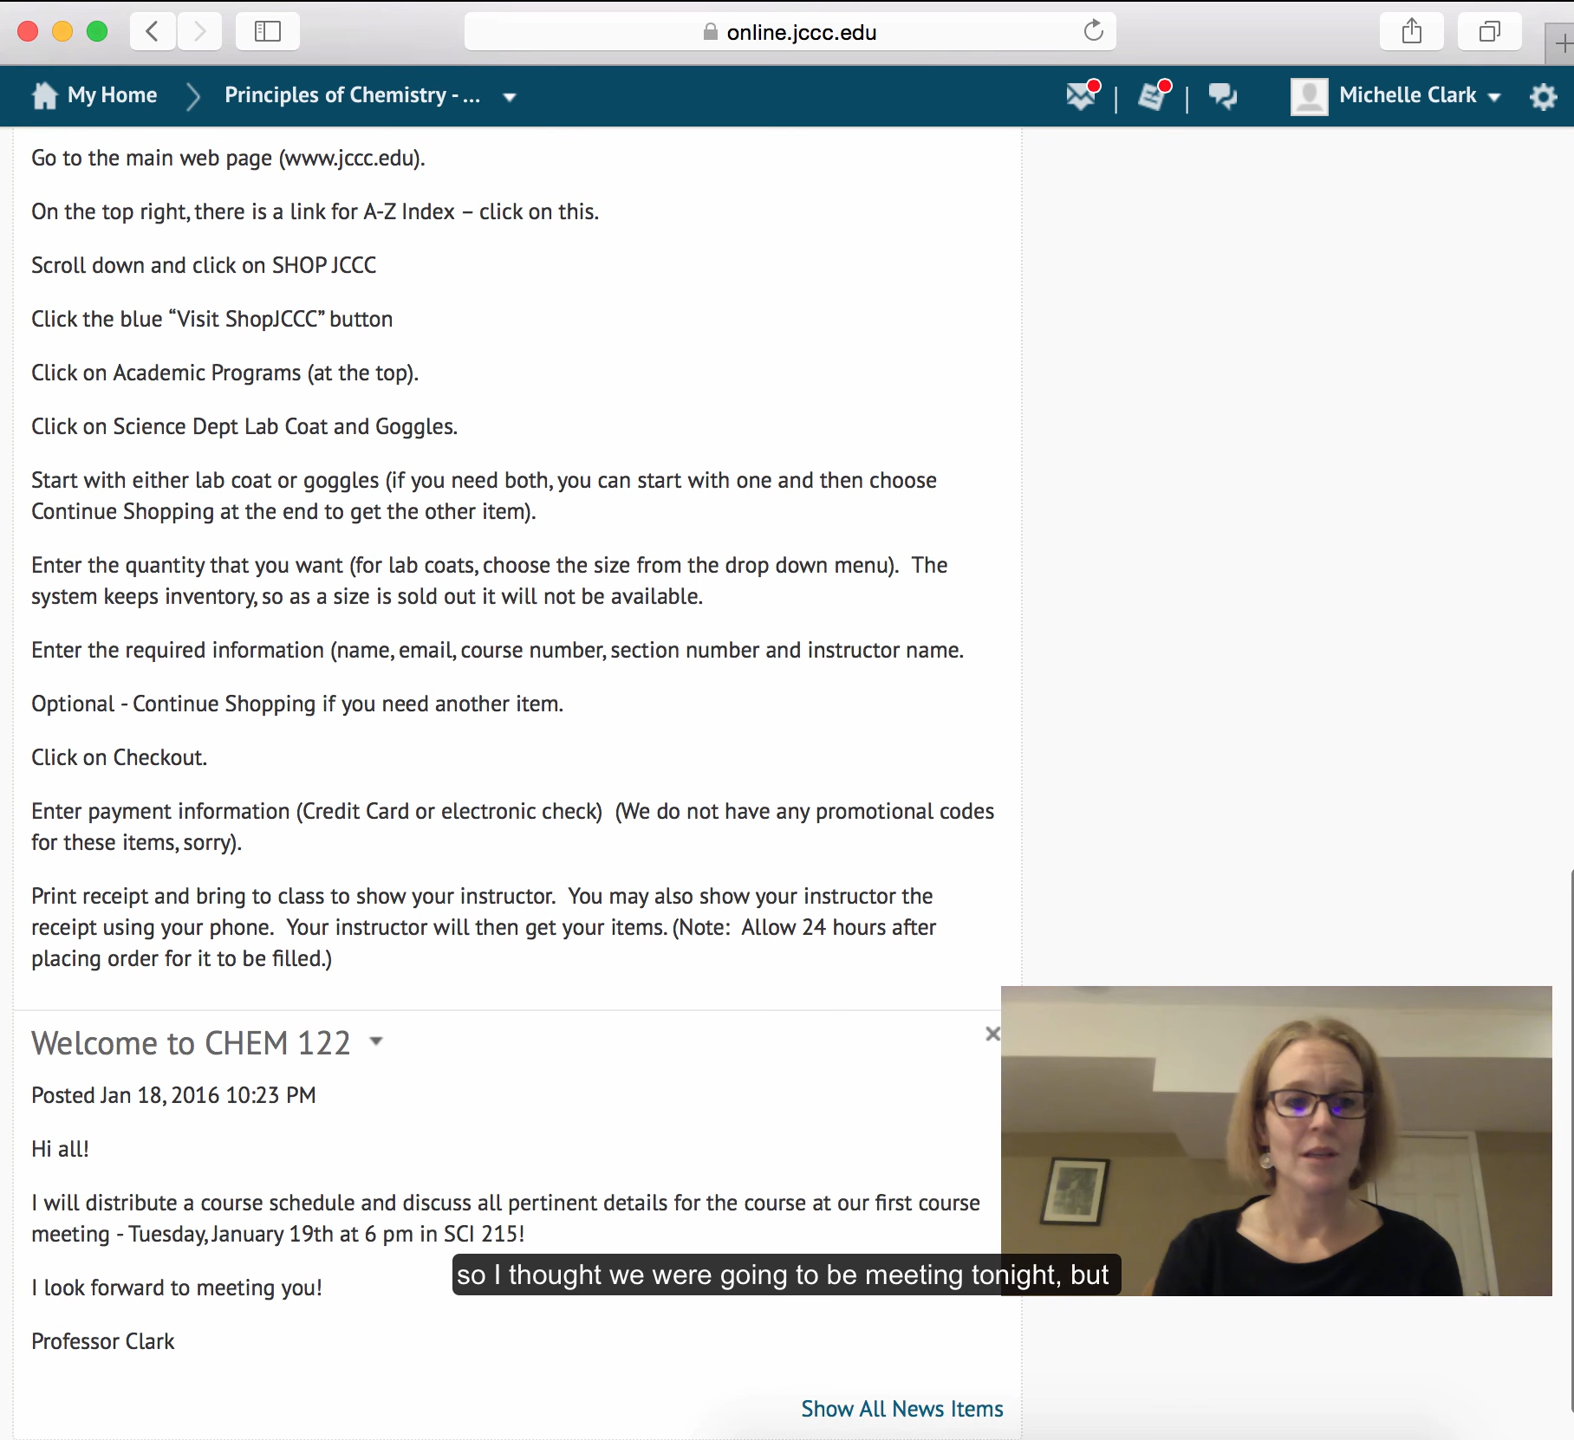 online.jccc.edu
My Home
Principles of Chemistry - ...
Michelle Clark
Go to the main web page (www.jccc.edu).
On the top right, there is a link for A-Z Index – click on this.
Scroll down and click on SHOP JCCC
Click the blue “Visit ShopJCCC” button
Click on Academic Programs (at the top).
Click on Science Dept Lab Coat and Goggles.
Start with either lab coat or goggles (if you need both, you can start with one and then choose
Continue Shopping at the end to get the other item).
Enter the quantity that you want (for lab coats, choose the size from the drop down menu).  The
system keeps inventory, so as a size is sold out it will not be available.
Enter the required information (name, email, course number, section number and instructor name.
Optional - Continue Shopping if you need another item.
Click on Checkout.
Enter payment information (Credit Card or electronic check)  (We do not have any promotional codes
for these items, sorry).
Print receipt and bring to class to show your instructor.  You may also show your instructor the
receipt using your phone.  Your instructor will then get your items. (Note:  Allow 24 hours after
placing order for it to be filled.)
Welcome to CHEM 122
Posted Jan 18, 2016 10:23 PM
Hi all!
I will distribute a course schedule and discuss all pertinent details for the course at our first course
meeting - Tuesday, January 19th at 6 pm in SCI 215!
so I thought we were going to be meeting tonight, but
I look forward to meeting you!
Professor Clark
Show All News Items